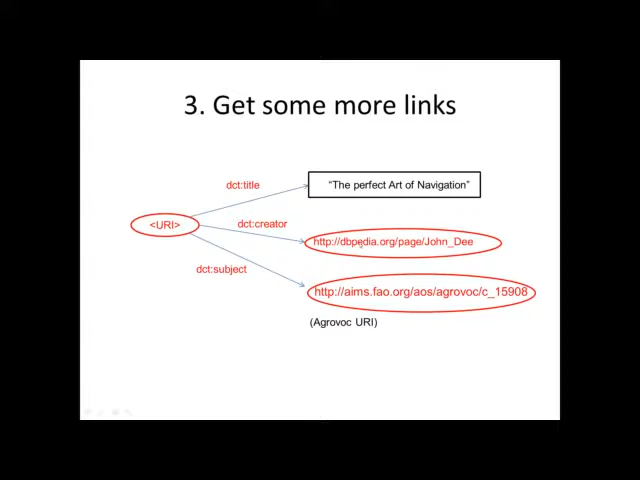 3. Get some more links
dct:title
"The perfect Art of Navigation"
<URI>
dct:creator
http://dbpedia.org/page/John_Dee
dct:subject
http://aims.fao.org/aos/agrovoc/c_15908
(Agrovoc URI)